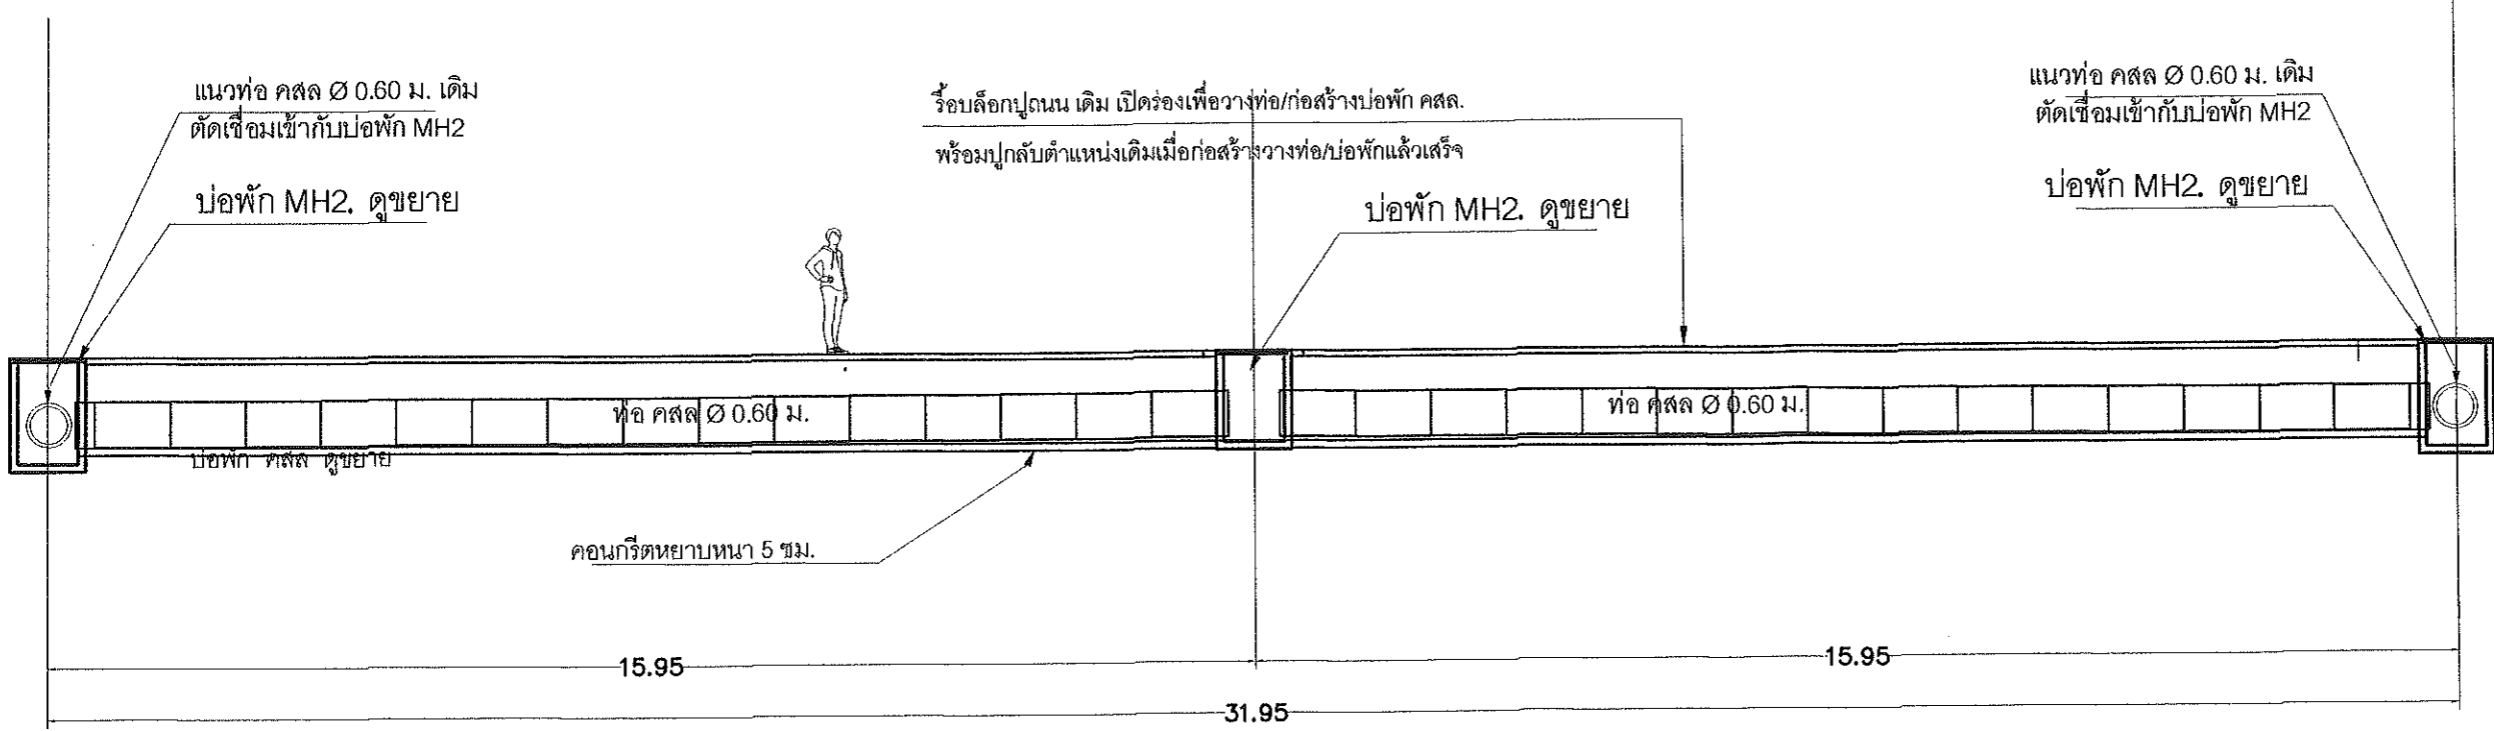 แนวท่อ คสล Ø 0.60 ม. เดิม
ตัดเชื่อมเข้ากับบ่อพัก MH2
บ่อพัก MH2. ดูขยาย
รื้อบล็อกปูถนน เดิม เปิดร่องเพื่อวางท่อ/ก่อสร้างบ่อพัก คสล.
พร้อมปูกลับตำแหน่งเดิมเมื่อก่อสร้างวางท่อ/บ่อพักแล้วเสร็จ
บ่อพัก MH2. ดูขยาย
แนวท่อ คสล Ø 0.60 ม. เดิม
ตัดเชื่อมเข้ากับบ่อพัก MH2
บ่อพัก MH2. ดูขยาย
ท่อ คสล Ø 0.60 ม.
ท่อ คสล Ø 0.60 ม.
บ่อพัก คสล ดูขยาย
คอนกรีตหยาบหนา 5 ซม.
15.95
15.95
31.95